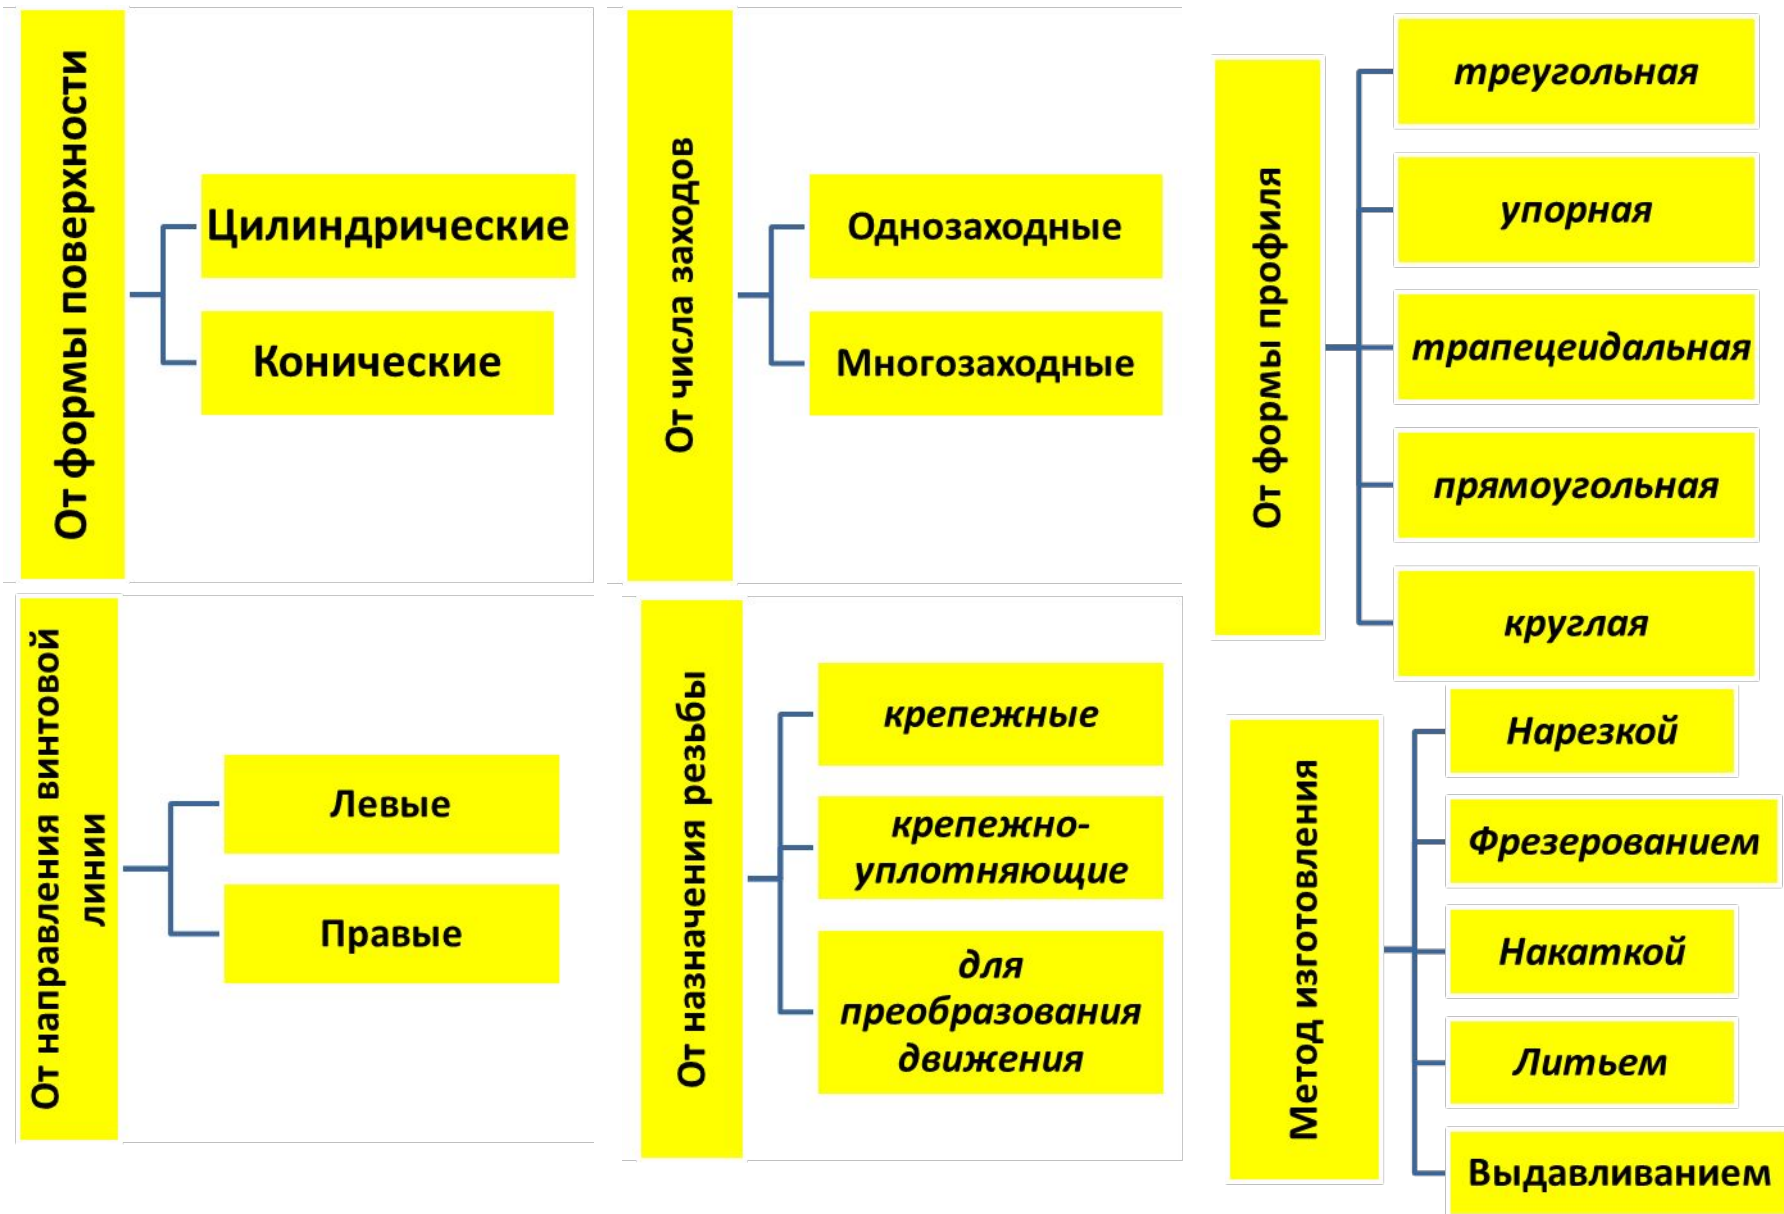 От формы поверхности
Цилиндрические
Конические
От числа заходов
Однозаходные
Многозаходные
От формы профиля
треугольная
упорная
трапецеидальная
прямоугольная
круглая
От направления винтовой
линии
Левые
Правые
От назначения резьбы
крепежные
крепежно-
уплотняющие
для
преобразования
движения
Метод изготовления
Нарезкой
Фрезерованием
Накаткой
Литьем
Выдавливанием